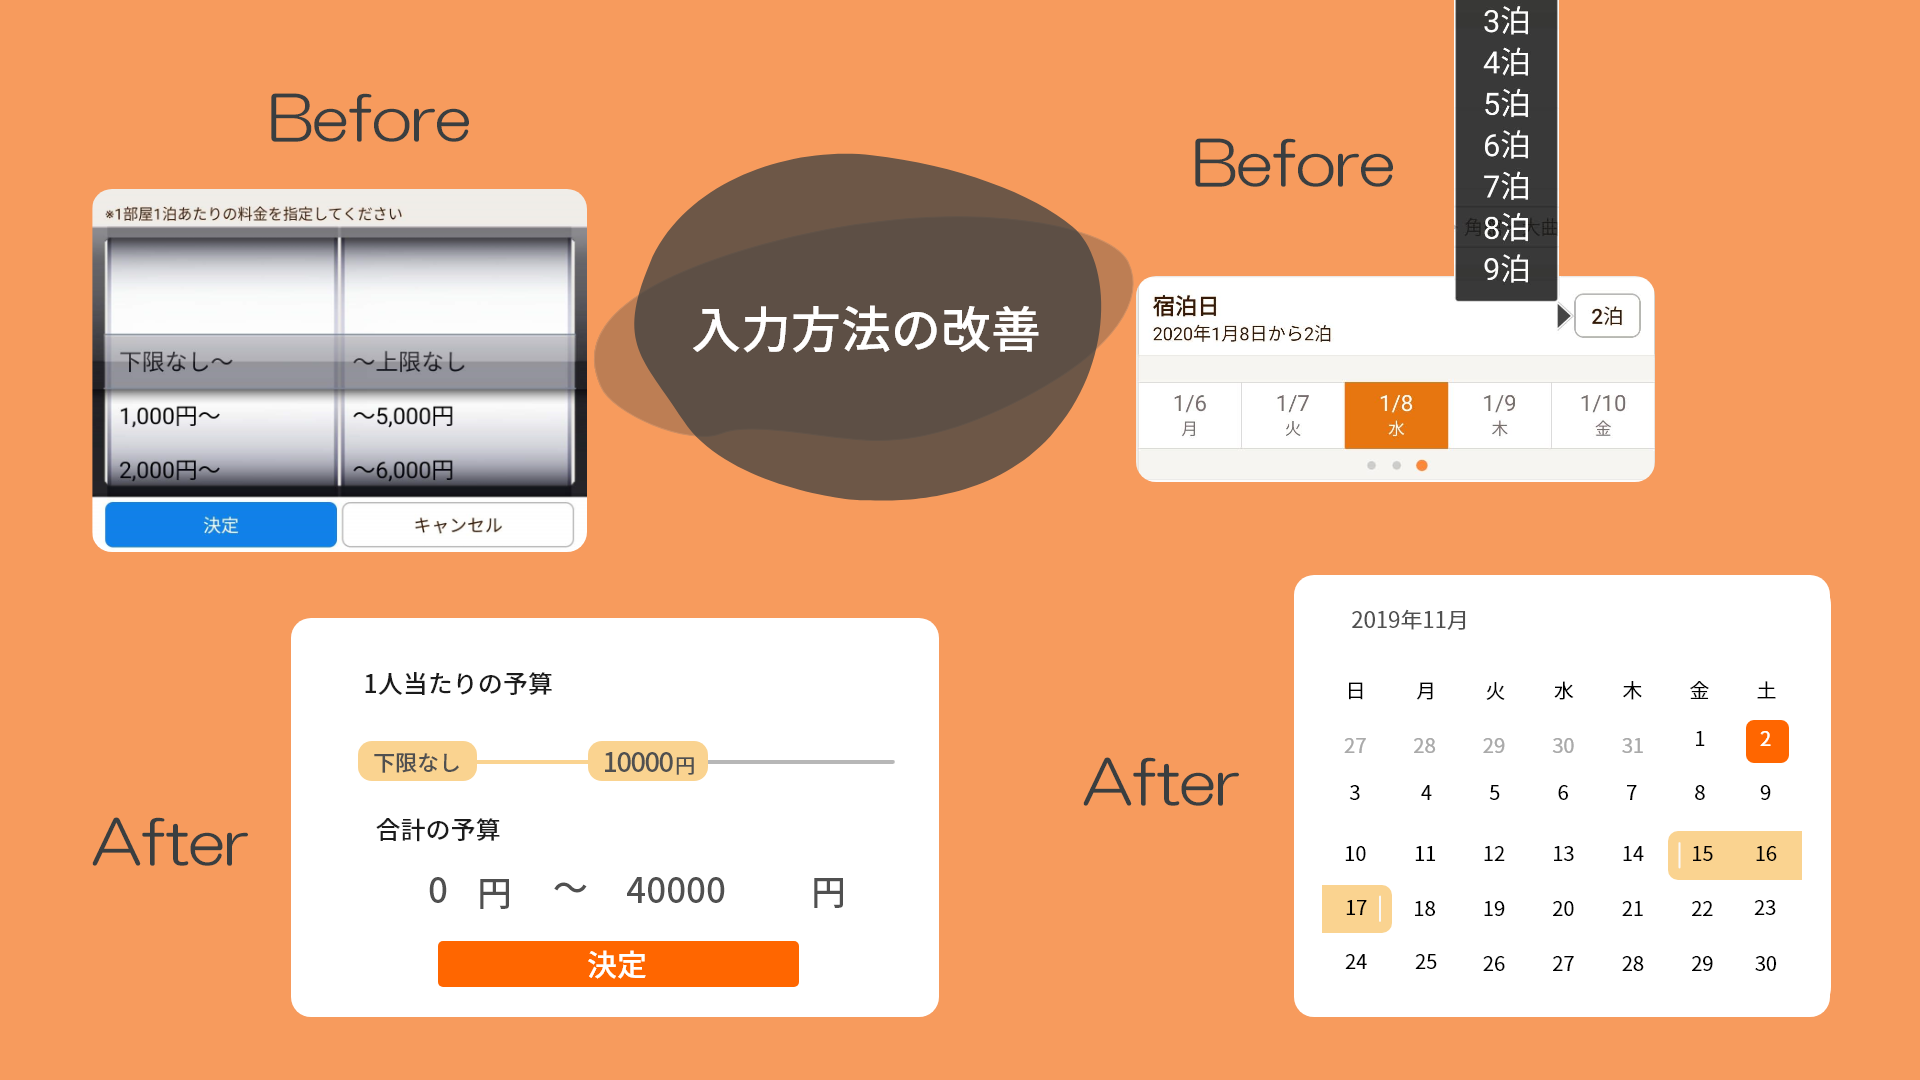 Before
※1部屋1泊あたりの料金を指定してください
下限なし～
～上限なし
1,000円～
～5,000円
2,000円～
～6,000円
決定
キャンセル
入力方法の改善
Before
3泊
4泊
5泊
6泊
7泊
8泊
9泊
角
大曲
宿泊日
2020年1月8日から2泊
2泊
1/6
月
1/7
火
1/8
水
1/9
木
1/10
金
After
1人当たりの予算
下限なし
10000円
合計の予算
0 円 ～ 40000 円
決定
After
2019年11月
日 月 火 水 木 金 土
27 28 29 30 31 1 2
3 4 5 6 7 8 9
10 11 12 13 14 15 16
17 18 19 20 21 22 23
24 25 26 27 28 29 30